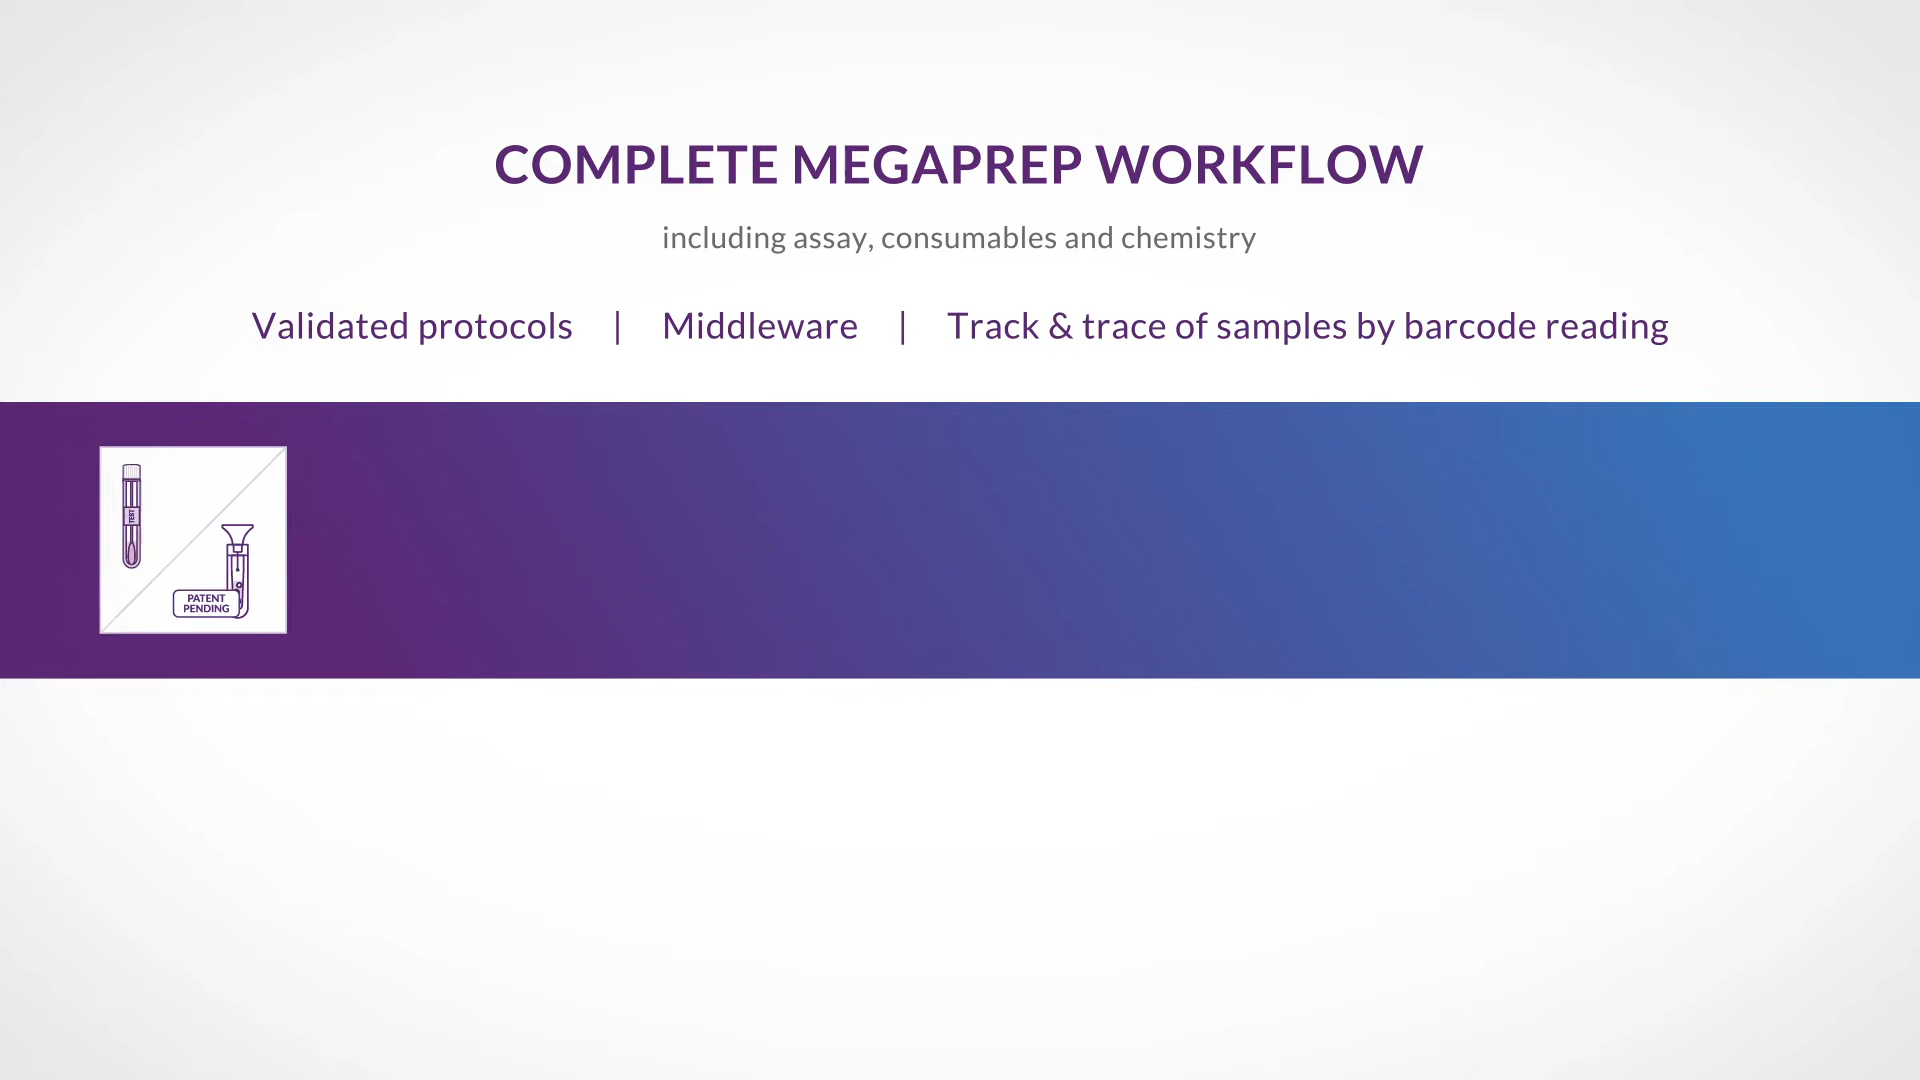 COMPLETE MEGAPREP WORKFLOW
including assay, consumables and chemistry
Validated protocols | Middleware | Track & trace of samples by barcode reading
TEST
PATENT
PENDING